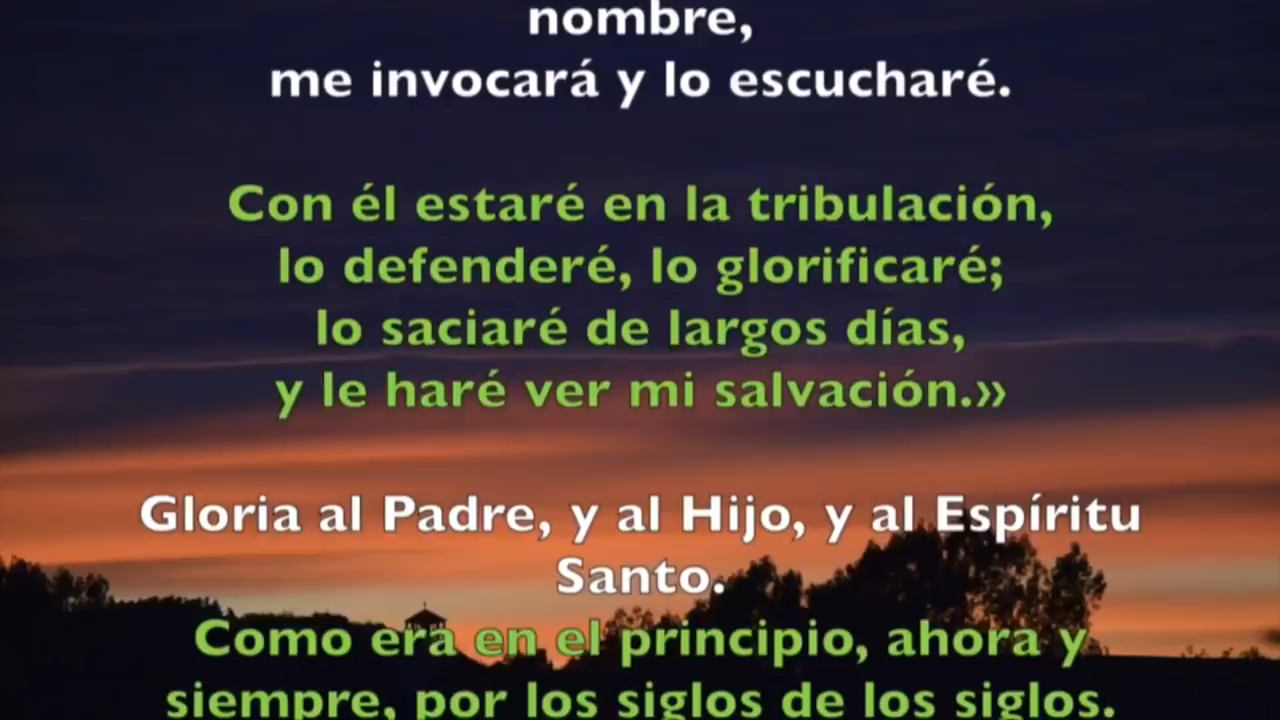 nombre,
me invocará y lo escucharé.
Con él estaré en la tribulación,
lo defenderé, lo glorificaré;
lo saciaré de largos días,
y le haré ver mi salvación.»
Gloria al Padre, y al Hijo, y al Espíritu
Santo.
Como era en el principio, ahora y
siempre, por los siglos de los siglos.